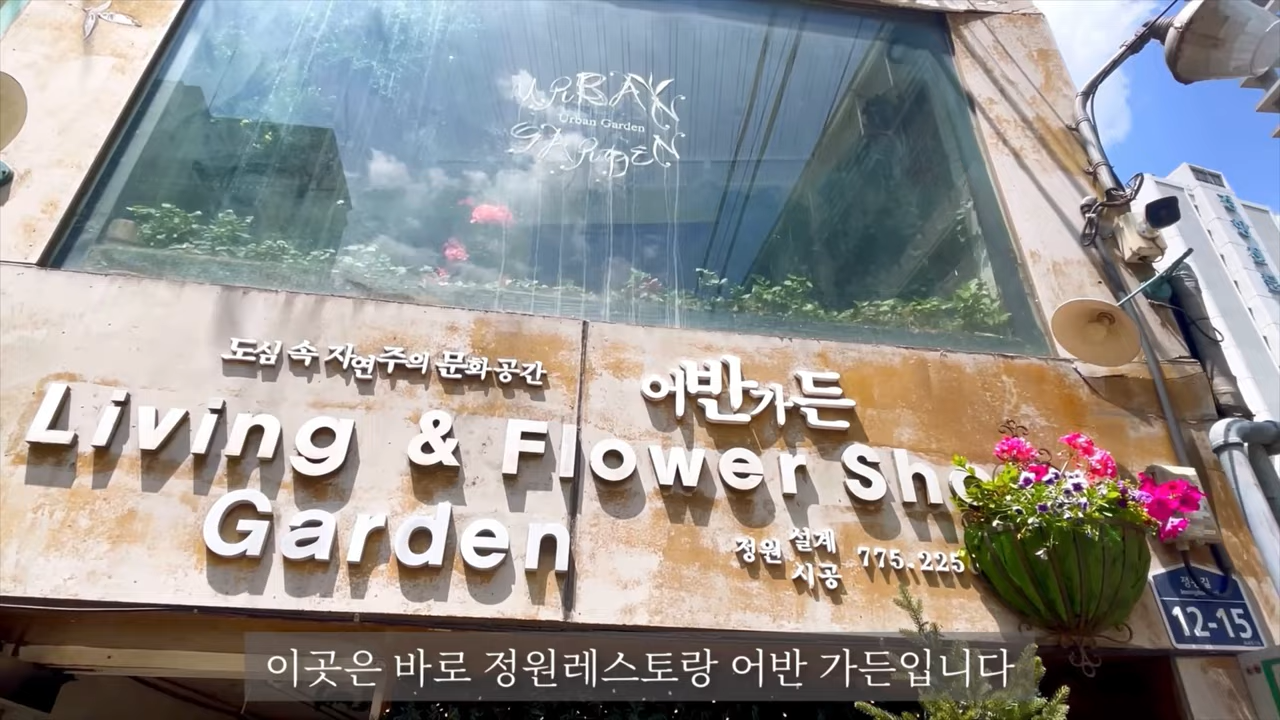 URBAN
Urban Garden
GARDEN
도심 속 자연주의 문화공간
어반가든
Living & Flower Sho
Garden
정원 설계
시공
775.225
12-15
이곳은 바로 정원레스토랑 어반 가든입니다